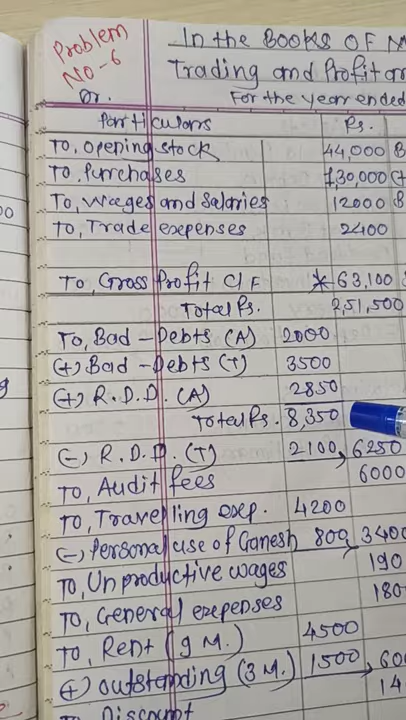 Problem
No-6
In the Books OF
Trading and Profit
Dr. For the year ended
Particulars Rs.
To, opening stock 44,000 B
To, Purchases 1,30,000
To, wages and Salaries 12000 B
To, Trade expenses 2400
To, Gross Profit C/F * 63,100
Total Rs. 2,51,500
To, Bad-Debts (A) 2000
(+) Bad-Debts (T) 3500
(+) R.D.D. (A) 2850
Total Rs. 8,350
(-) R.D.D. (T) 2100, 6250
To, Audit fees 6000
To, Travelling exp. 4200
(-) Personal use of Ganesh 800, 3400
To, Unproductive wages 190
To, General expenses 180
To, Rent (9 M.) 4500
(+) outstanding (3 M.) 1500, 600
14
To Discount